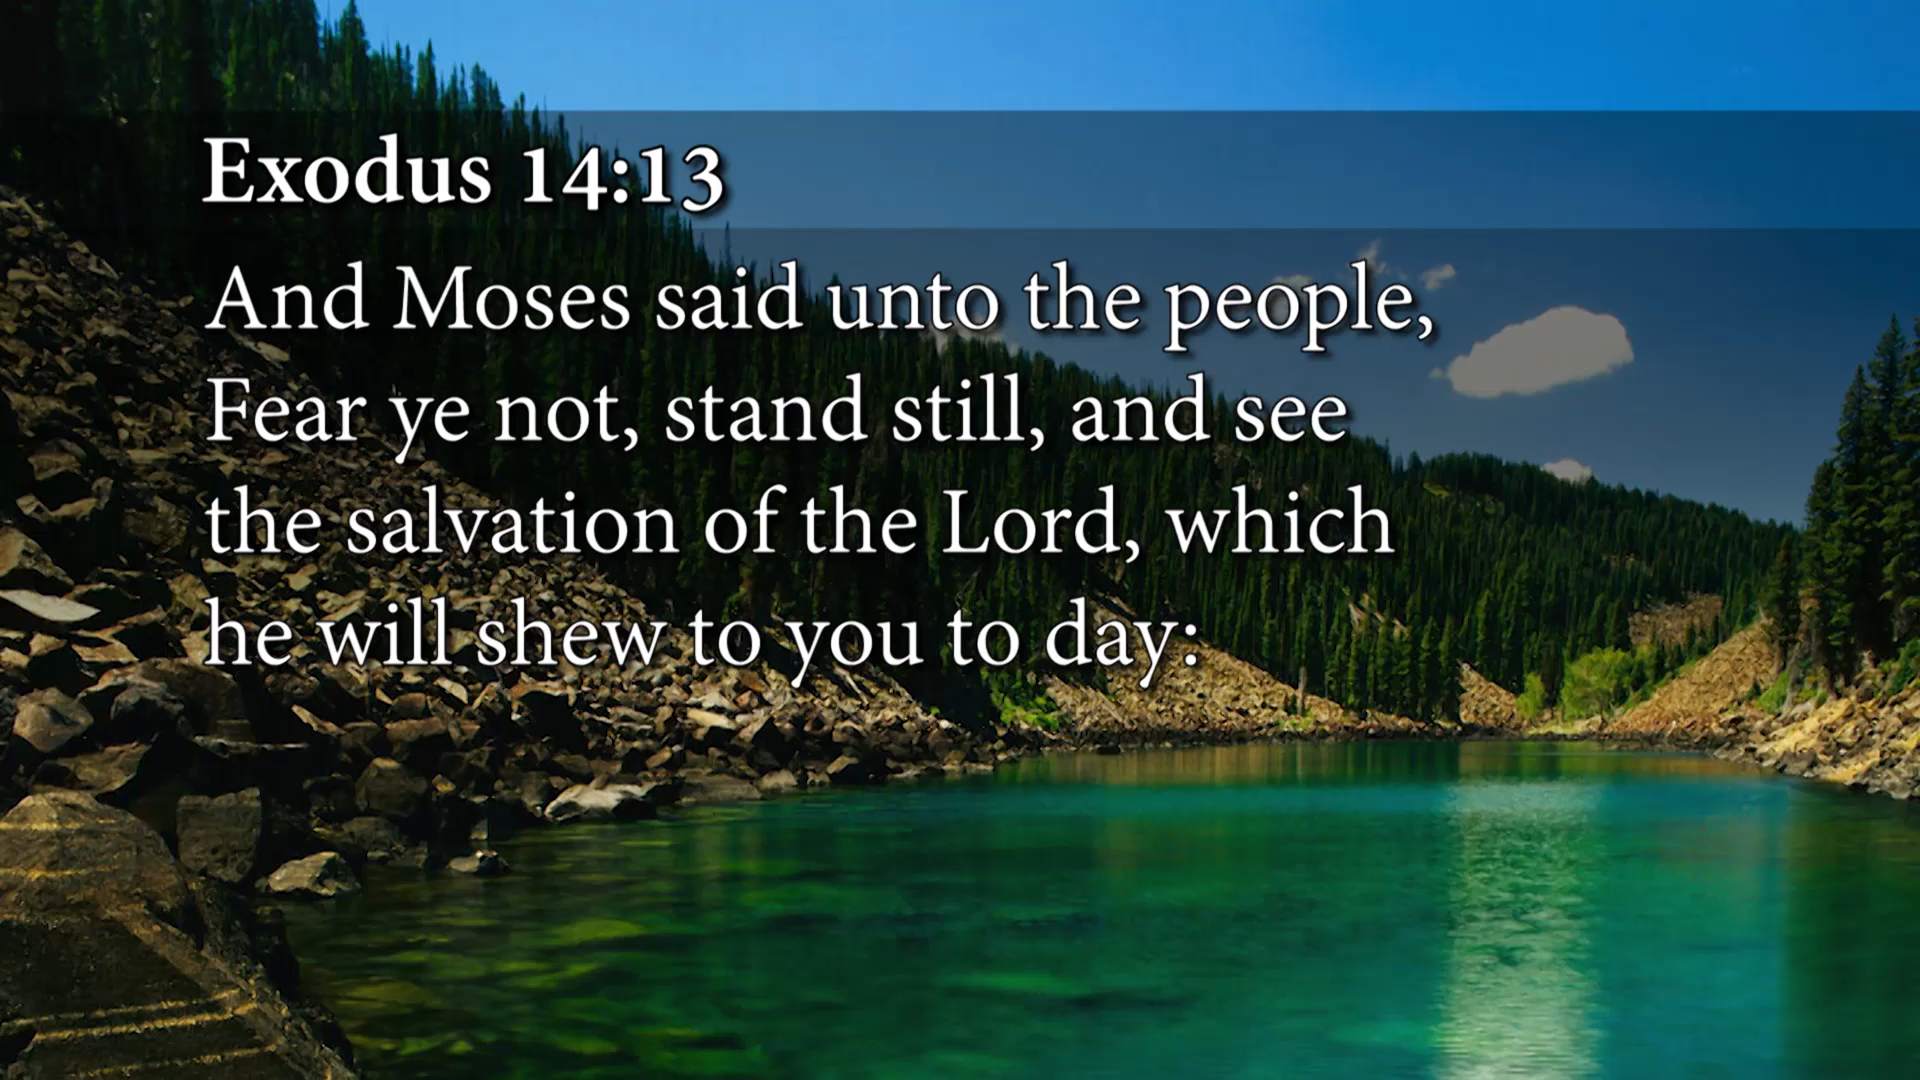 Exodus 14:13
And Moses said unto the people,
Fear ye not, stand still, and see
the salvation of the Lord, which
he will shew to you to day: